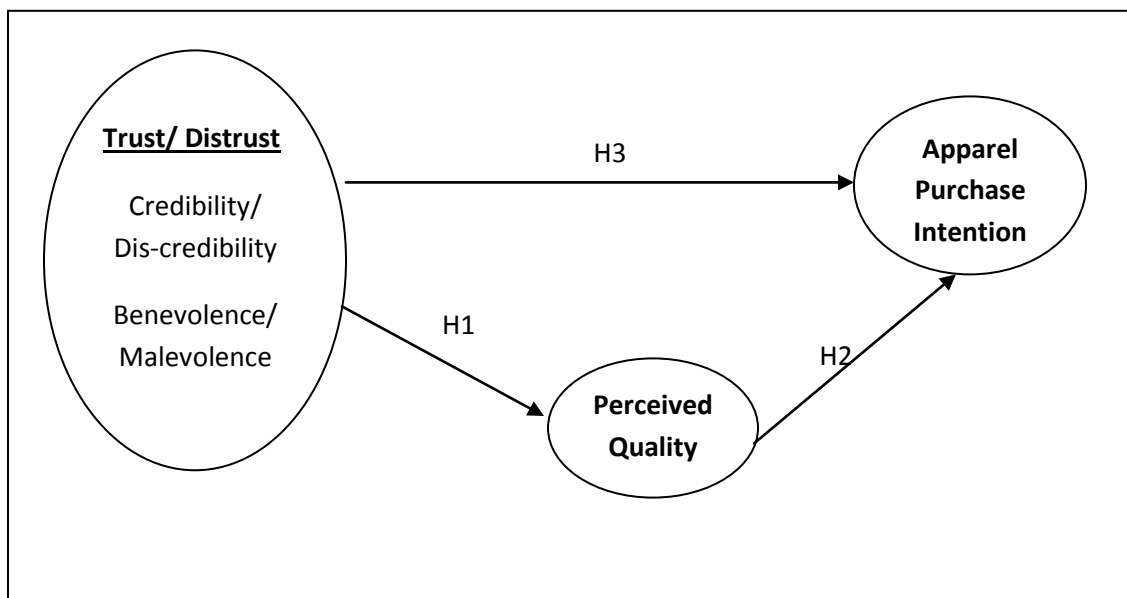 Trust/ Distrust
Credibility/
Dis-credibility
Benevolence/
Malevolence
H3
Apparel
Purchase
Intention
H1
H2
Perceived
Quality